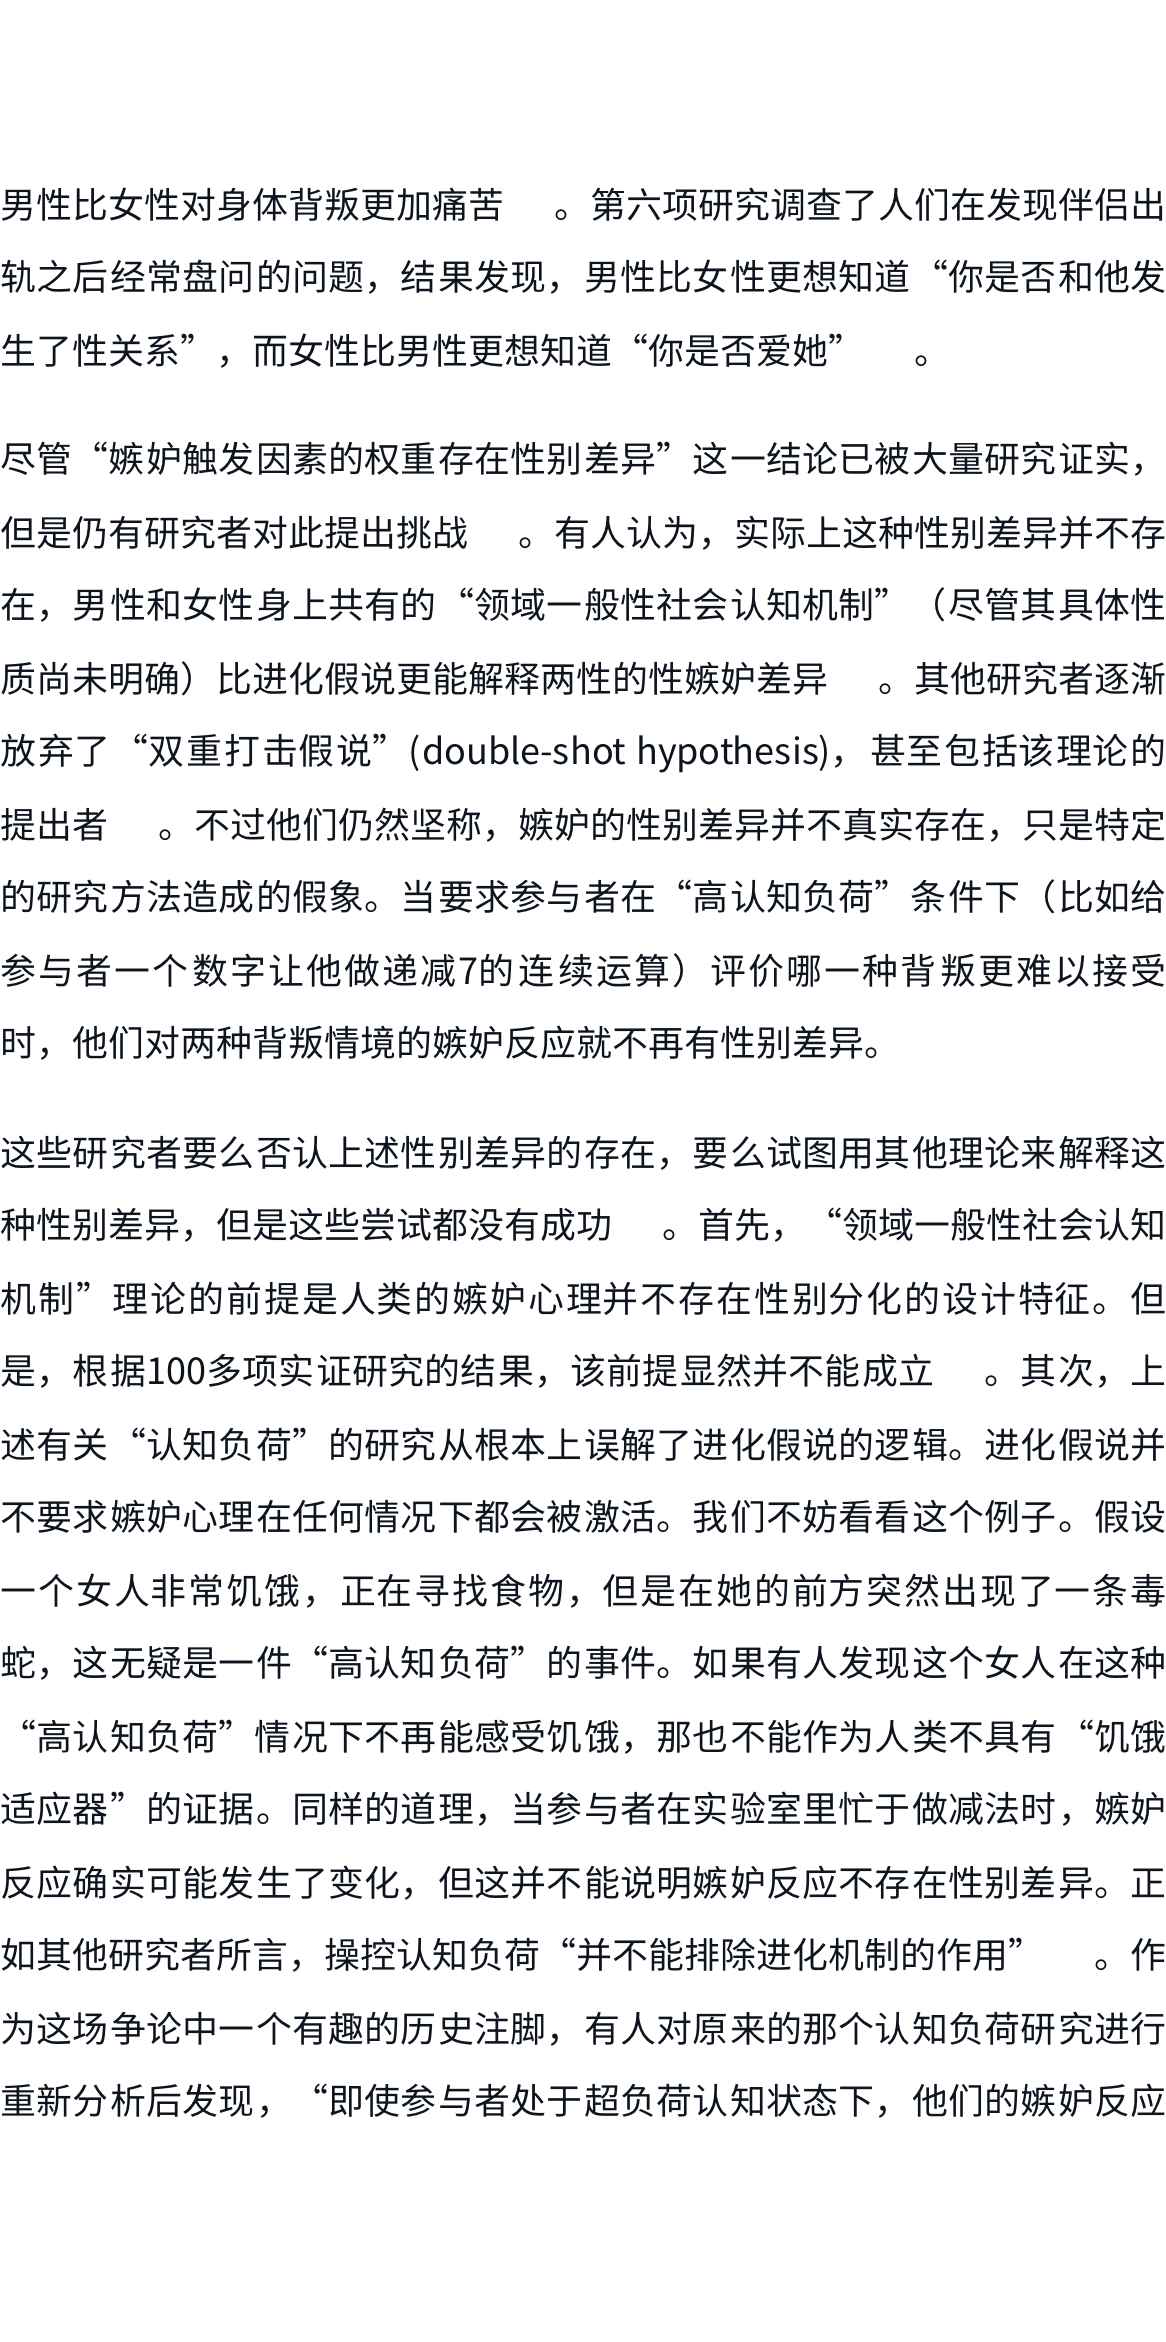 男性比女性对身体背叛更加痛苦 。第六项研究调查了人们在发现伴侣出
轨之后经常盘问的问题，结果发现，男性比女性更想知道“你是否和他发
生了性关系”，而女性比男性更想知道“你是否爱她” 。
尽管“嫉妒触发因素的权重存在性别差异”这一结论已被大量研究证实，
但是仍有研究者对此提出挑战 。有人认为，实际上这种性别差异并不存
在，男性和女性身上共有的“领域一般性社会认知机制”（尽管其具体性
质尚未明确）比进化假说更能解释两性的性嫉妒差异 。其他研究者逐渐
放弃了“双重打击假说”(double-shot hypothesis)，甚至包括该理论的
提出者 。不过他们仍然坚称，嫉妒的性别差异并不真实存在，只是特定
的研究方法造成的假象。当要求参与者在“高认知负荷”条件下（比如给
参与者一个数字让他做递减7的连续运算）评价哪一种背叛更难以接受
时，他们对两种背叛情境的嫉妒反应就不再有性别差异。
这些研究者要么否认上述性别差异的存在，要么试图用其他理论来解释这
种性别差异，但是这些尝试都没有成功 。首先，“领域一般性社会认知
机制”理论的前提是人类的嫉妒心理并不存在性别分化的设计特征。但
是，根据100多项实证研究的结果，该前提显然并不能成立 。其次，上
述有关“认知负荷”的研究从根本上误解了进化假说的逻辑。进化假说并
不要求嫉妒心理在任何情况下都会被激活。我们不妨看看这个例子。假设
一个女人非常饥饿，正在寻找食物，但是在她的前方突然出现了一条毒
蛇，这无疑是一件“高认知负荷”的事件。如果有人发现这个女人在这种
“高认知负荷”情况下不再能感受饥饿，那也不能作为人类不具有“饥饿
适应器”的证据。同样的道理，当参与者在实验室里忙于做减法时，嫉妒
反应确实可能发生了变化，但这并不能说明嫉妒反应不存在性别差异。正
如其他研究者所言，操控认知负荷“并不能排除进化机制的作用” 。作
为这场争论中一个有趣的历史注脚，有人对原来的那个认知负荷研究进行
重新分析后发现，“即使参与者处于超负荷认知状态下，他们的嫉妒反应